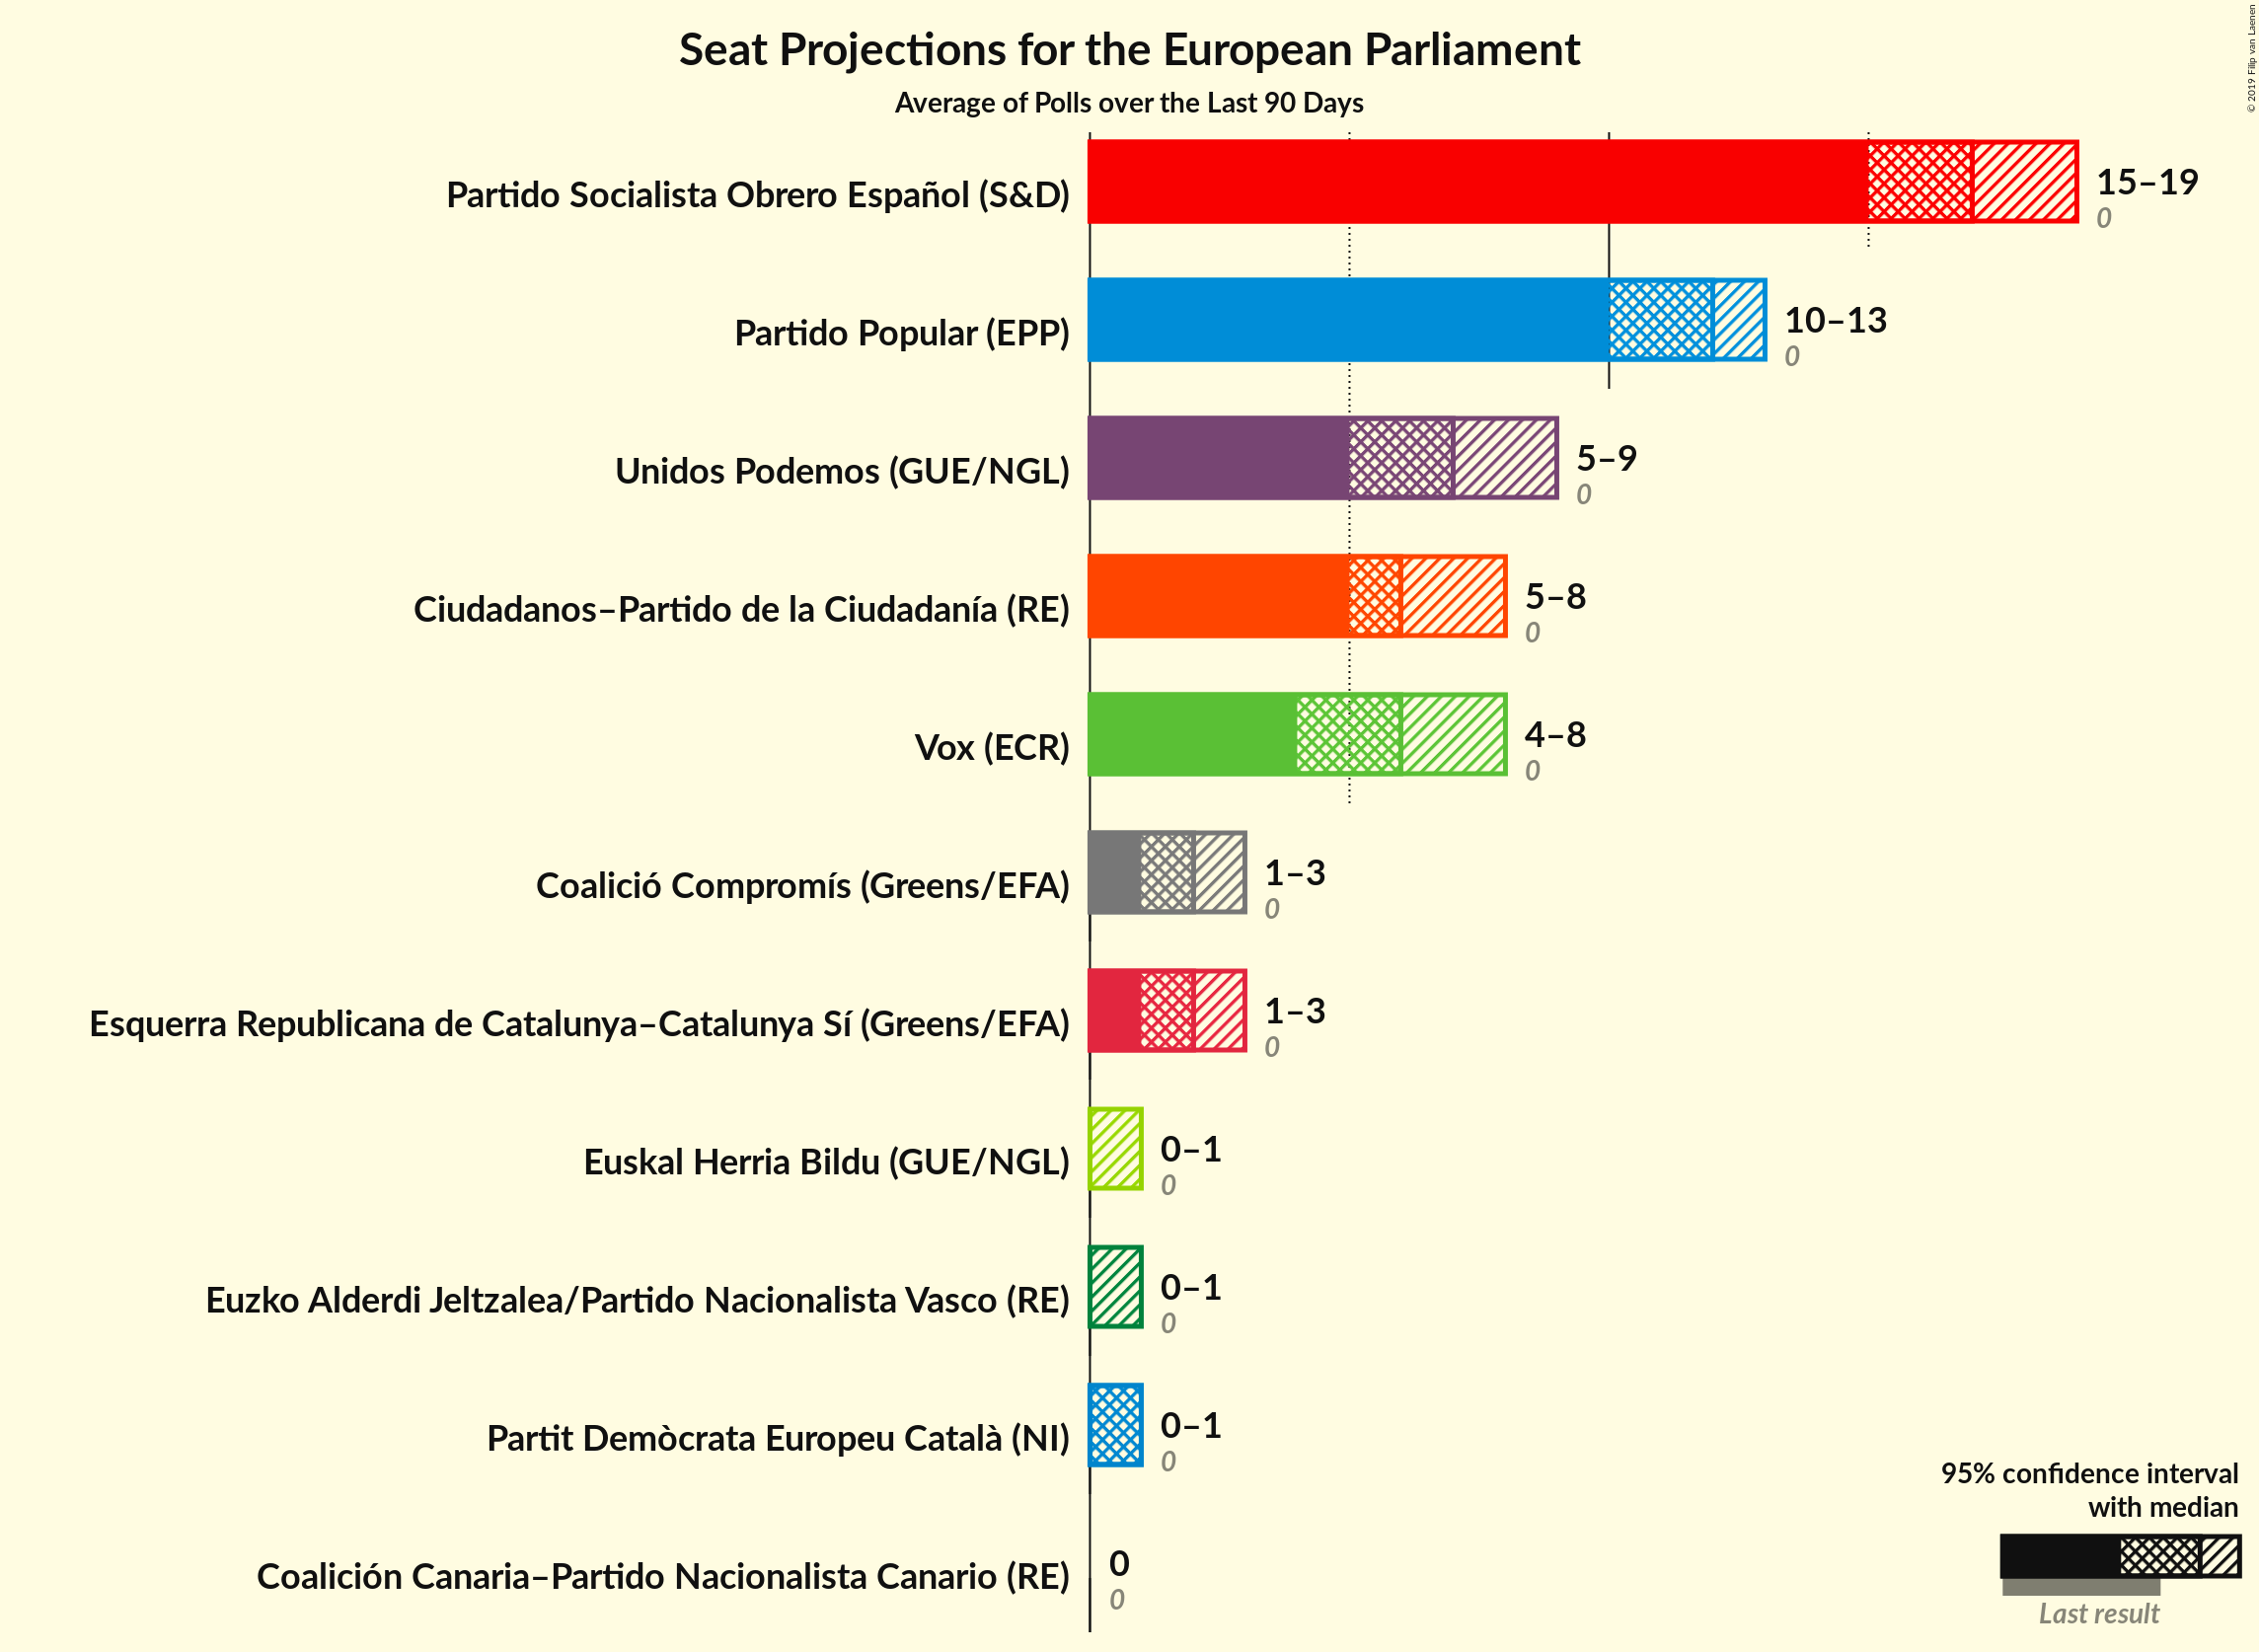 Seat Projections for the European Parliament
Average of Polls over the Last 90 Days
© 2019 Filip van Laenen
Partido Socialista Obrero Español (S&D)
15–19
0
Partido Popular (EPP)
10–13
0
Unidos Podemos (GUE/NGL)
5–9
0
Ciudadanos–Partido de la Ciudadanía (RE)
5–8
0
Vox (ECR)
4–8
0
Coalició Compromís (Greens/EFA)
1–3
0
Esquerra Republicana de Catalunya–Catalunya Sí (Greens/EFA)
1–3
0
Euskal Herria Bildu (GUE/NGL)
0–1
0
Euzko Alderdi Jeltzalea/Partido Nacionalista Vasco (RE)
0–1
0
Partit Demòcrata Europeu Català (NI)
0–1
0
Coalición Canaria–Partido Nacionalista Canario (RE)
0
0
95% confidence interval
with median
Last result